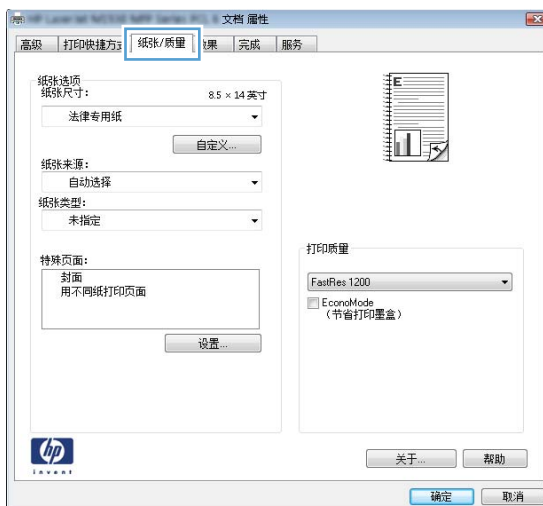 文档 属性
高级 打印快捷方式 纸张/质量 果 完成 服务
纸张选项
纸张尺寸: 8.5 × 14 英寸
法律专用纸
自定义...
纸张来源:
自动选择
纸张类型:
未指定
特殊页面:
封面
用不同纸打印页面
设置...
打印质量
FastRes 1200
EconoMode
(节省打印墨盒)
E
hp
invent
关于... 帮助
确定 取消